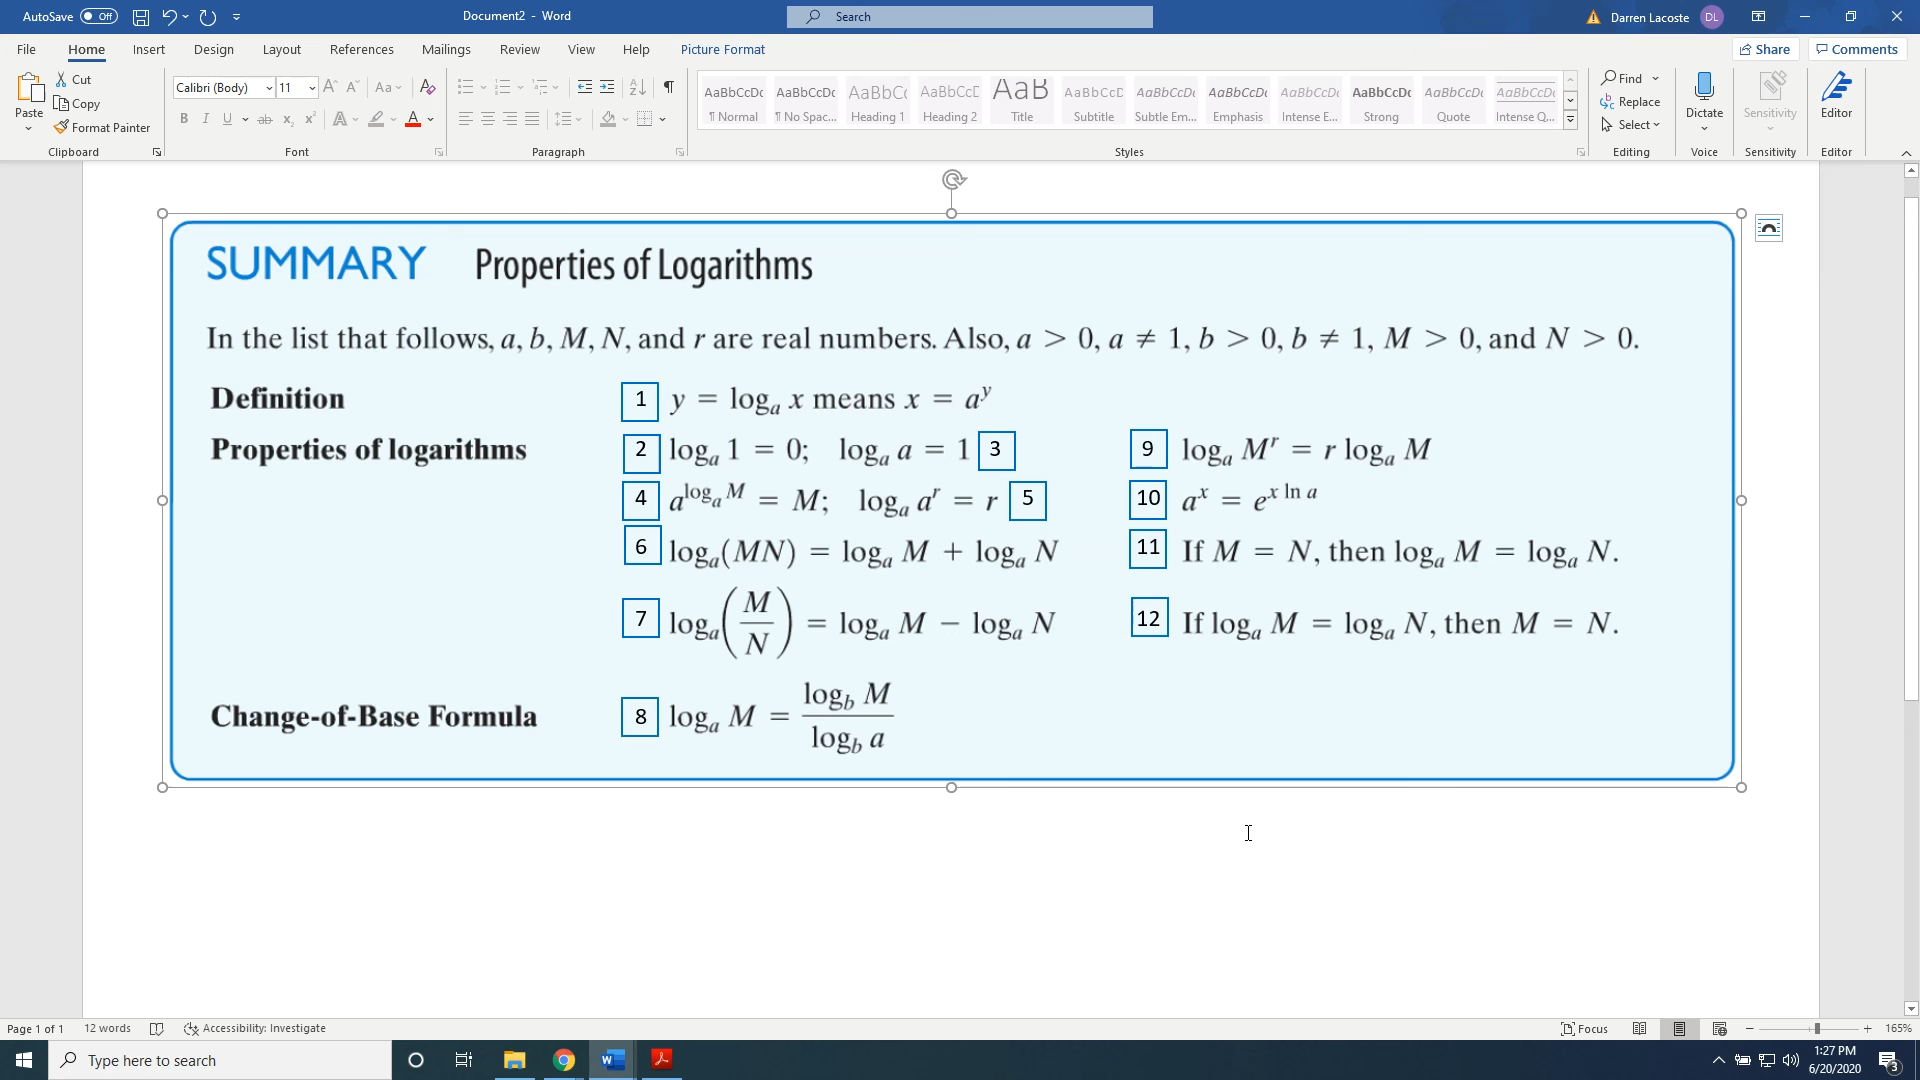 AutoSave Off Document2 - Word Search Darren Lacoste DL
File Home Insert Design Layout References Mailings Review View Help Picture Format Share Comments
Paste Cut Copy Format Painter Clipboard
Calibri (Body) 11 Aa Font
Paragraph
AaBbCcDc ¶ Normal
AaBbCcDc ¶ No Spac...
AaBbCc Heading 1
AaBbCcD Heading 2
AaB Title
AaBbCcD Subtitle
AaBbCcDc Subtle Em...
AaBbCcDc Emphasis
AaBbCcDc Intense E...
AaBbCcDc Strong
AaBbCcDc Quote
AaBbCcDc Intense Q...
Styles
Find Replace Select Editing
Dictate Voice
Sensitivity Sensitivity
Editor Editor
SUMMARY Properties of Logarithms
In the list that follows, a, b, M, N, and r are real numbers. Also, a > 0, a ≠ 1, b > 0, b ≠ 1, M > 0, and N > 0.
Definition 1 y = logₐ x means x = a^y
Properties of logarithms 2 logₐ 1 = 0; logₐ a = 1 3 9 logₐ M^r = r logₐ M
4 a^(logₐ M) = M; logₐ a^r = r 5 10 a^x = e^(x ln a)
6 logₐ(MN) = logₐ M + logₐ N 11 If M = N, then logₐ M = logₐ N.
7 logₐ(M/N) = logₐ M − logₐ N 12 If logₐ M = logₐ N, then M = N.
Change-of-Base Formula 8 logₐ M = log_b M / log_b a
Page 1 of 1 12 words Accessibility: Investigate Focus 165%
Type here to search 1:27 PM
6/20/2020 3